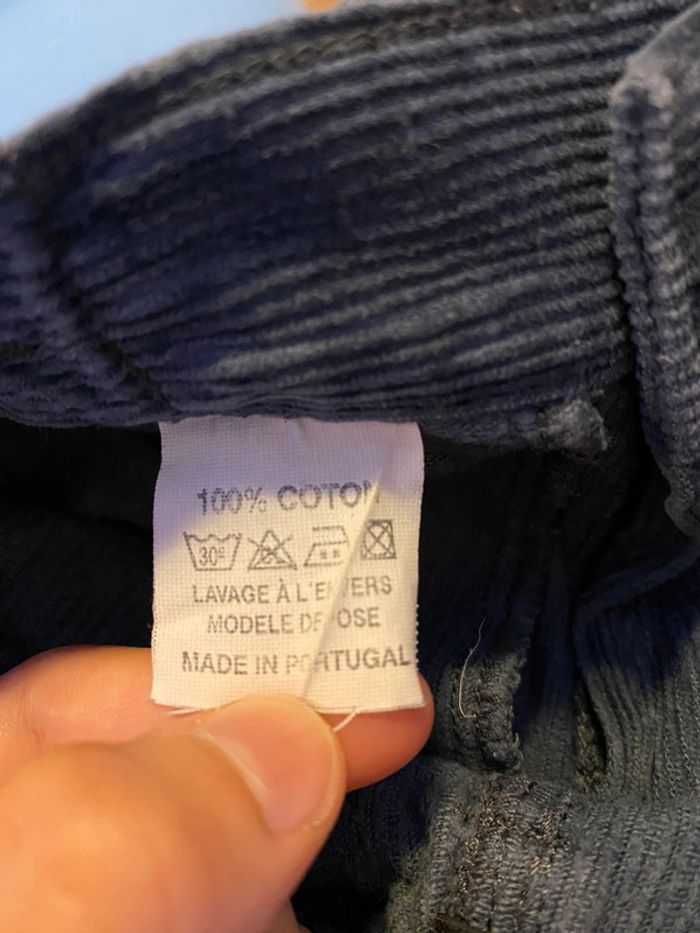 100% COTON
30°
LAVAGE À L'ENVERS
MODELE DEPOSE
MADE IN PORTUGAL